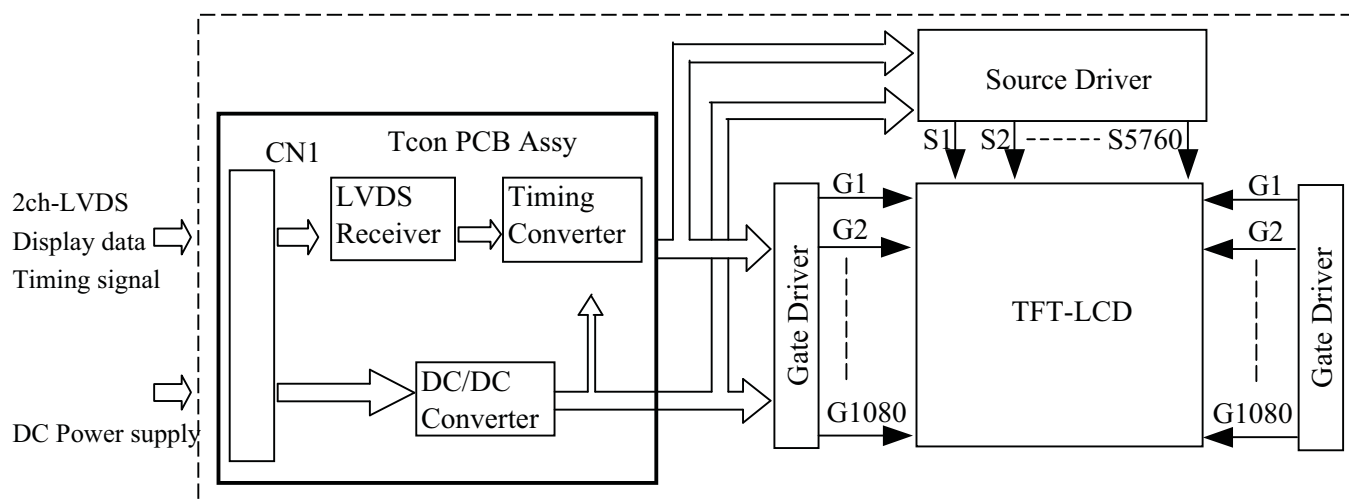 Source Driver
S1
S2
S5760
Tcon PCB Assy
CN1
LVDS
Receiver
Timing
Converter
2ch-LVDS
Display data
Timing signal
DC/DC
Converter
DC Power supply
Gate Driver
G1
G2
G1080
TFT-LCD
G1
G2
G1080
Gate Driver